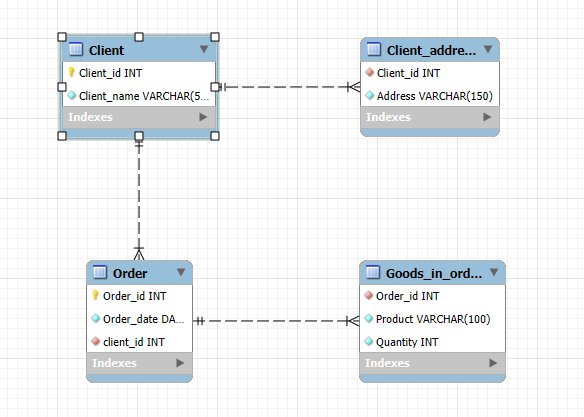 Client
Client_id INT
Client_name VARCHAR(5...
Indexes
Client_addre...
Client_id INT
Address VARCHAR(150)
Indexes
Order
Order_id INT
Order_date DA...
client_id INT
Indexes
Goods_in_ord...
Order_id INT
Product VARCHAR(100)
Quantity INT
Indexes